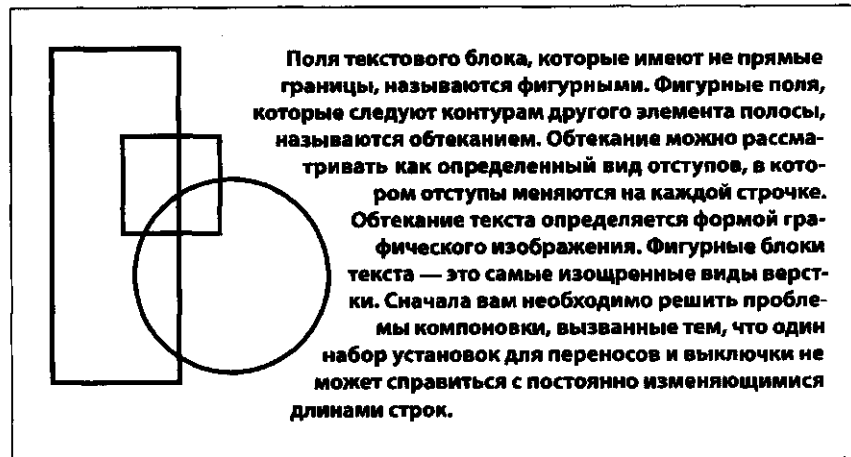 Поля текстового блока, которые имеют не прямые
границы, называются фигурными. Фигурные поля,
которые следуют контурам другого элемента полосы,
называются обтеканием. Обтекание можно рассма-
тривать как определенный вид отступов, в кото-
ром отступы меняются на каждой строчке.
Обтекание текста определяется формой гра-
фического изображения. Фигурные блоки
текста — это самые изощренные виды верст-
ки. Сначала вам необходимо решить пробле-
мы компоновки, вызванные тем, что один
набор установок для переносов и выключки не
может справиться с постоянно изменяющимися
длинами строк.